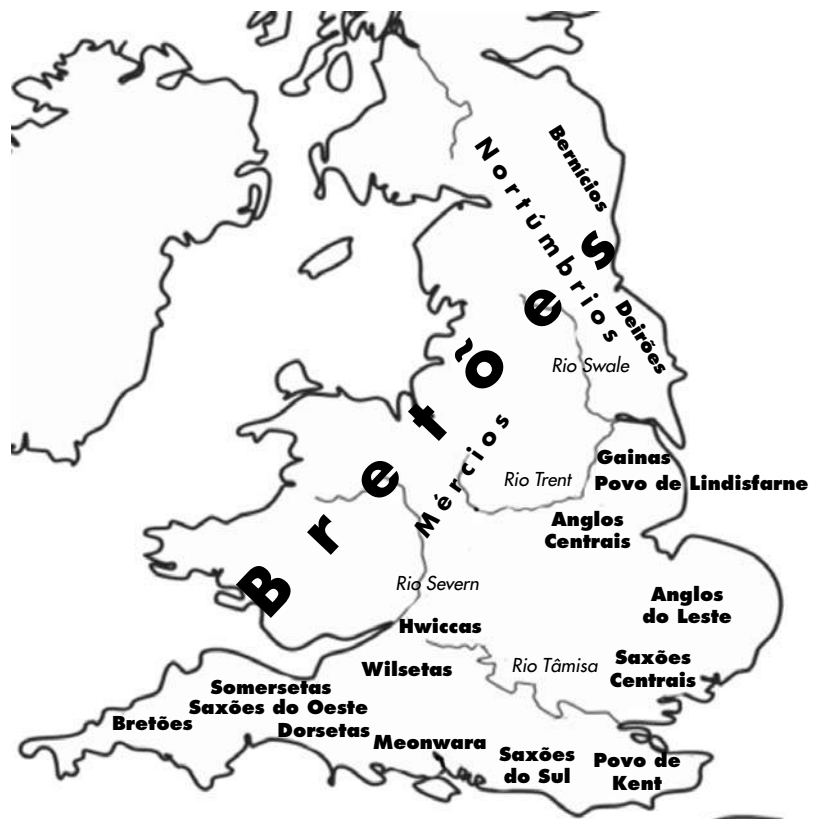 Bernícios
Nortúmbrios
Deirões
Bretões
Rio Swale
Mércios
Gainas
Rio Trent
Povo de Lindisfarne
Anglos
Centrais
Rio Severn
Anglos
do Leste
Hwiccas
Wilsetas
Rio Tâmisa
Saxões
Centrais
Somersetas
Saxões do Oeste
Bretões
Dorsetas
Meonwara
Saxões
do Sul
Povo de
Kent